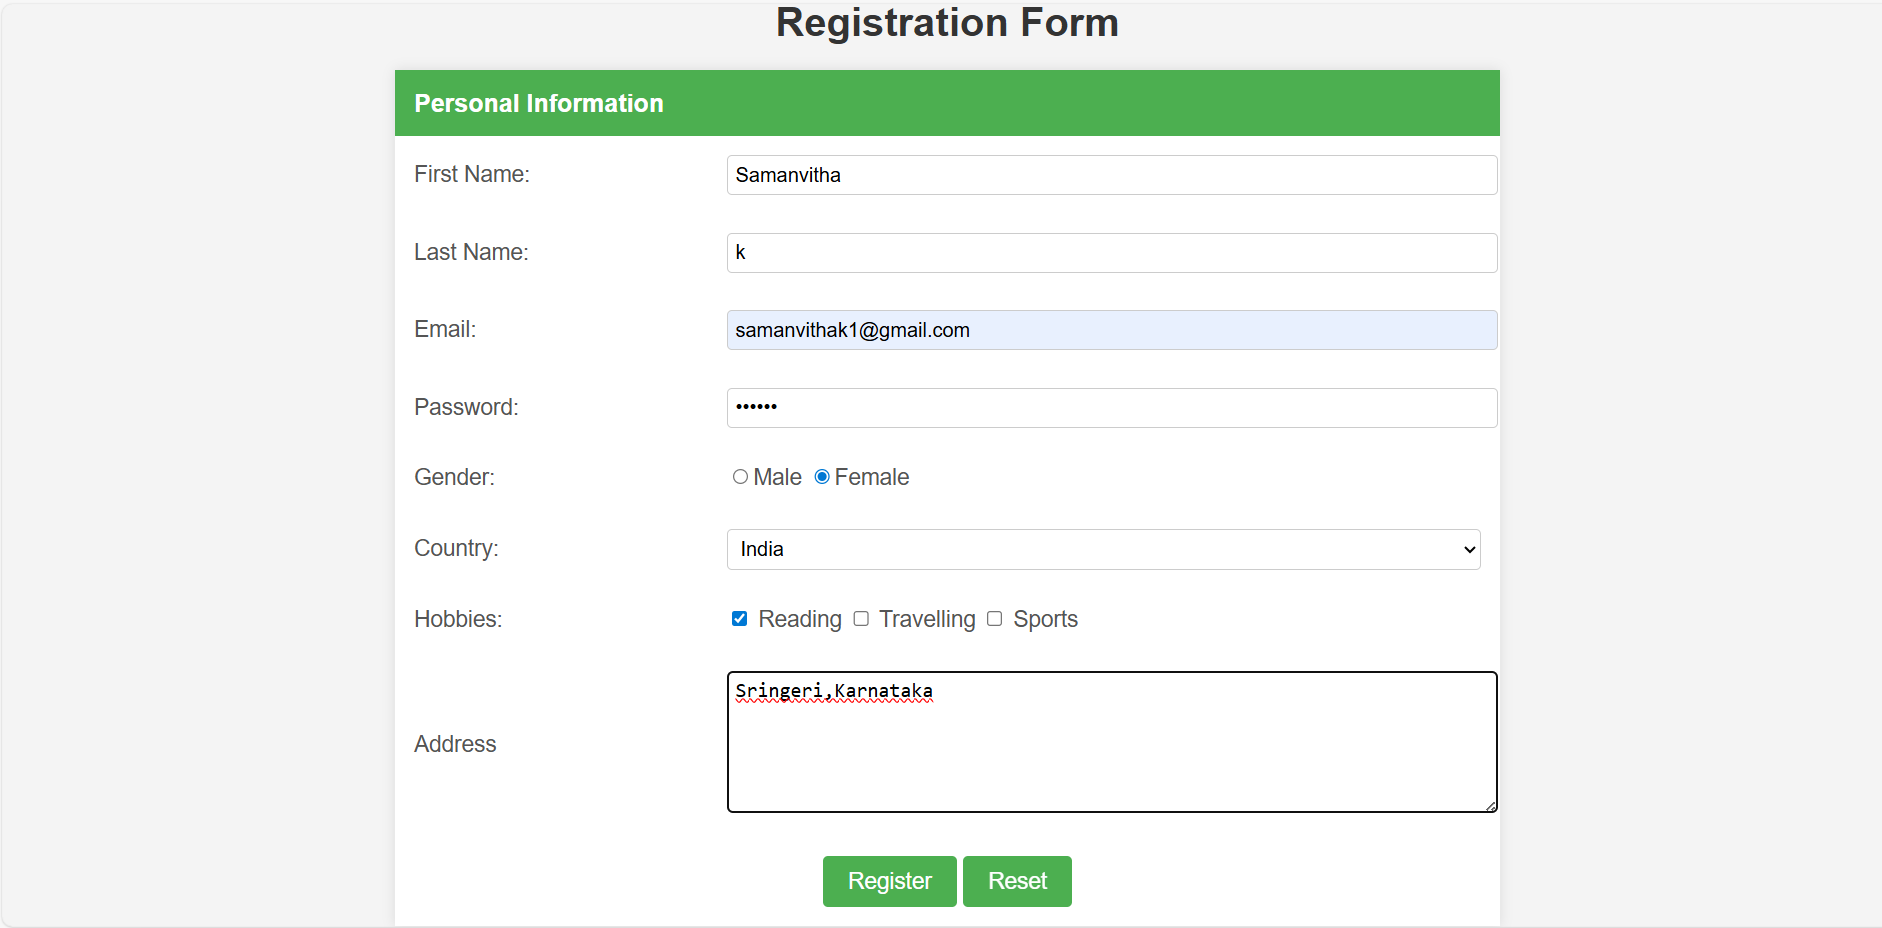 Registration Form
Personal Information
First Name: Samanvitha
Last Name: k
Email: samanvithak1@gmail.com
Password: ••••••
Gender: Male Female
Country: India
Hobbies: Reading Travelling Sports
Sringeri,Karnataka
Address
Register Reset